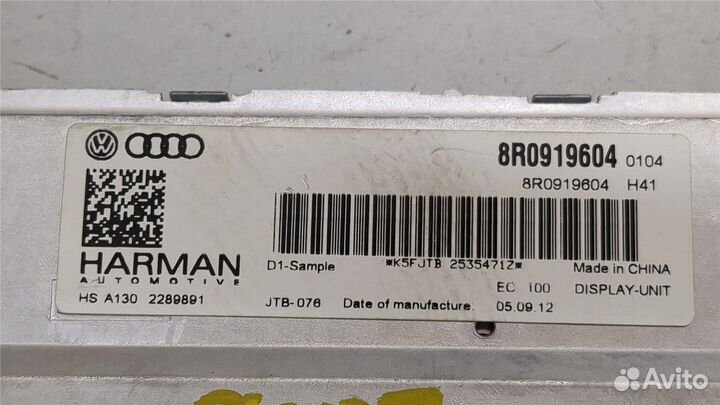 8R0919604 0104
8R0919604 H41
HARMAN
AUTOMOTIVE
D1-Sample *K5FJTB 2535471Z* Made in CHINA
EC 100 DISPLAY-UNIT
HS A130 2289891 JTB-076 Date of manufacture: 05.09.12
Avito